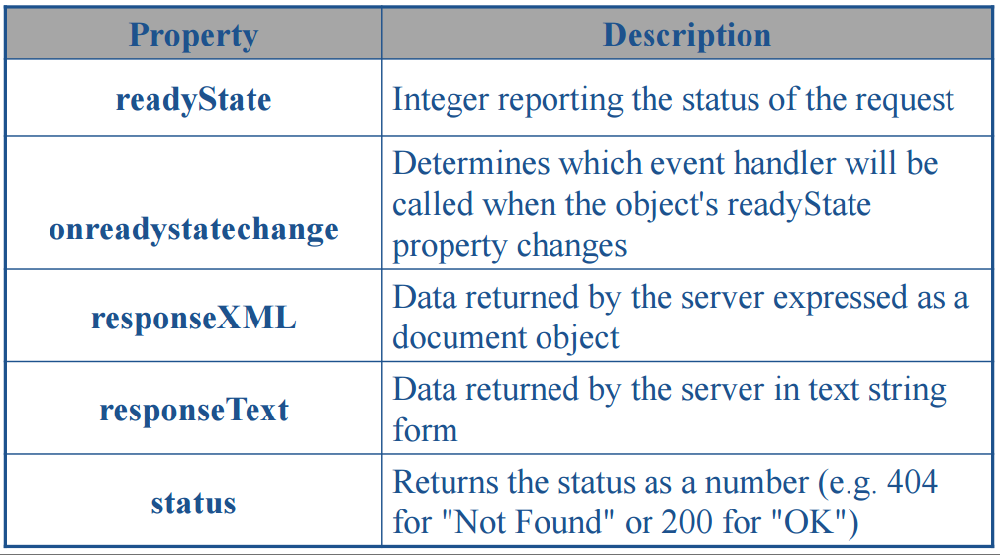 Property Description
readyState Integer reporting the status of the request
Determines which event handler will be
called when the object's readyState
onreadystatechange
property changes
responseXML
Data returned by the server expressed as a
document object
responseText
Data returned by the server in text string
form
status
Returns the status as a number (e.g. 404
for "Not Found" or 200 for "OK")